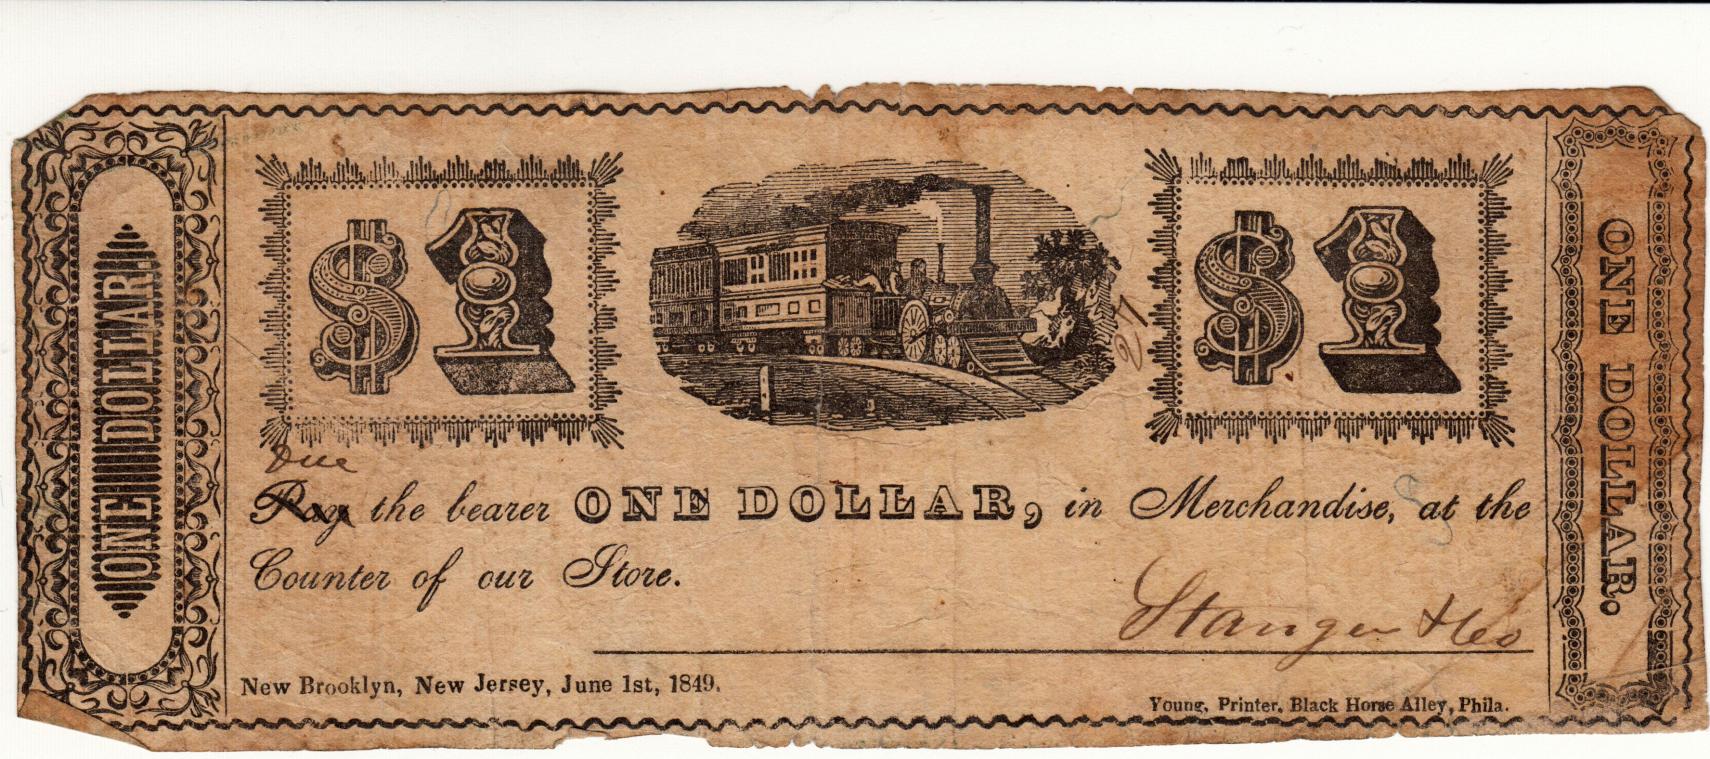 ONE DOLLAR
$1
$1
ONE DOLLAR.
27
Due
Pay the bearer ONE DOLLAR, in Merchandise, at the
Counter of our Store.
Stanger & Co
New Brooklyn, New Jersey, June 1st, 1849.
Young, Printer, Black Horse Alley, Phila.